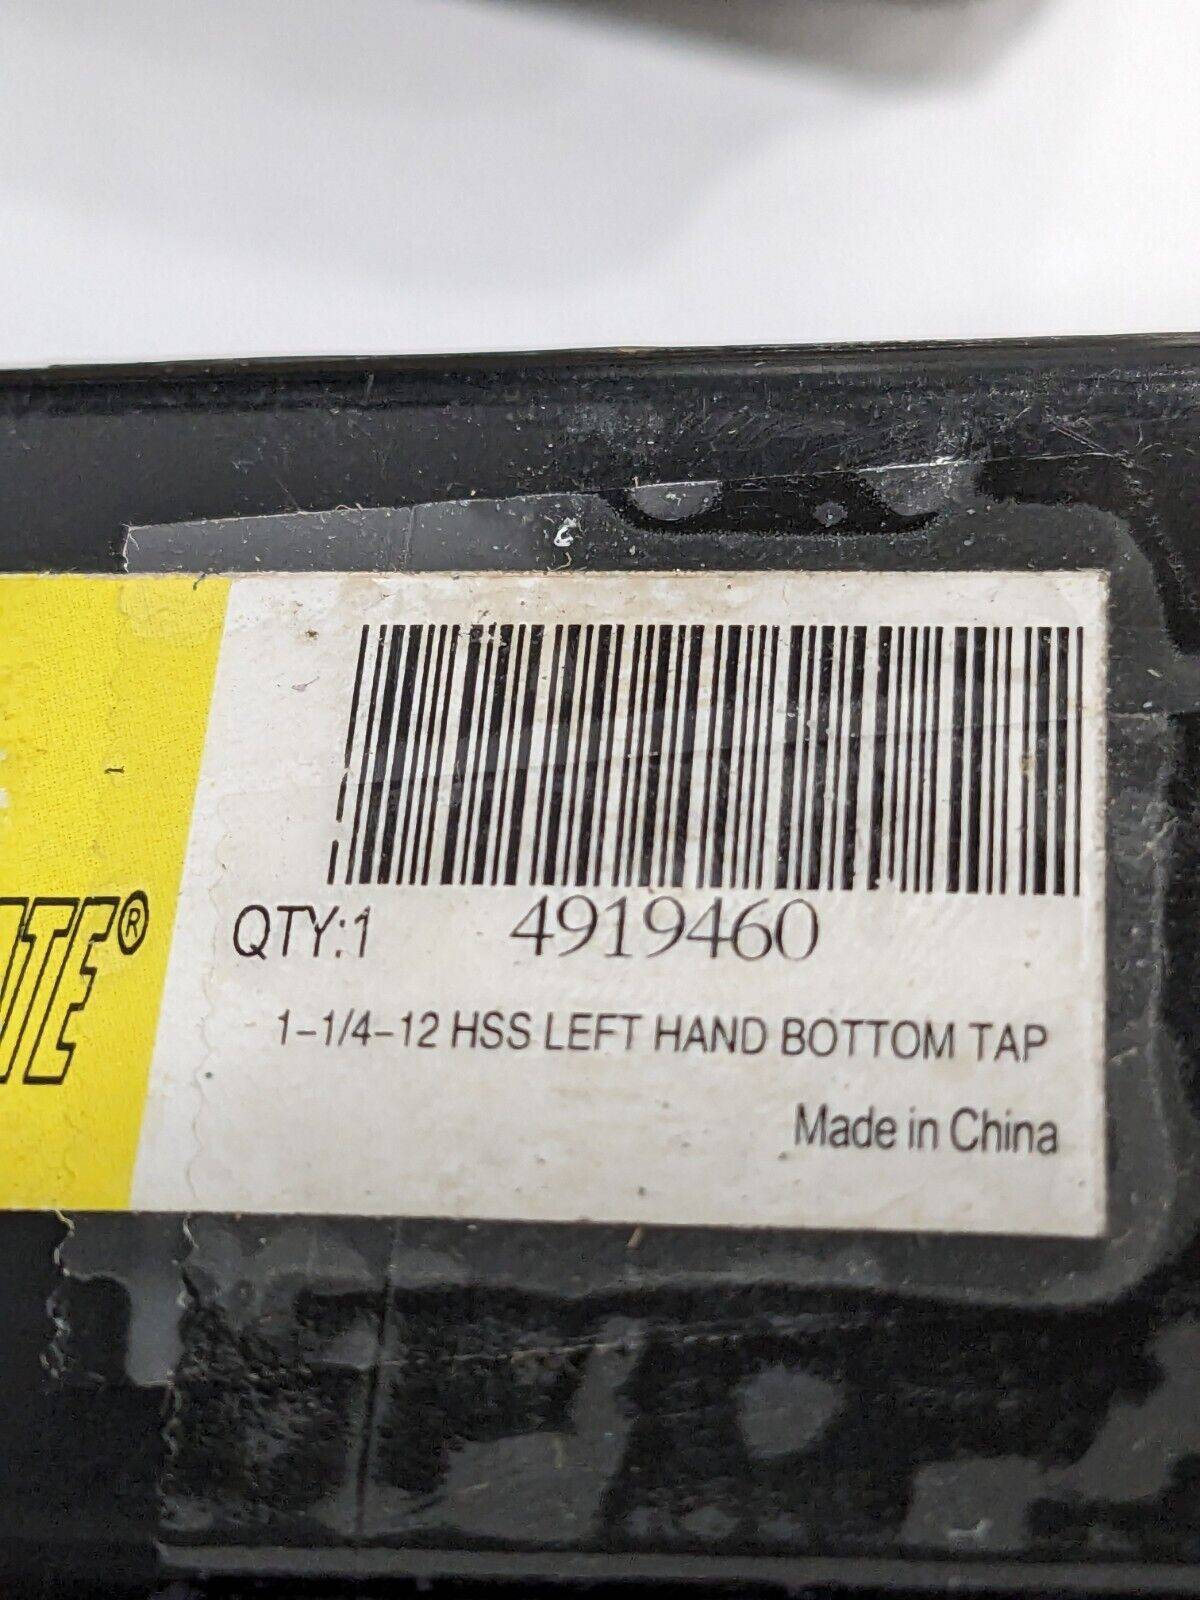 QTY:1 4919460
1-1/4-12 HSS LEFT HAND BOTTOM TAP
Made in China